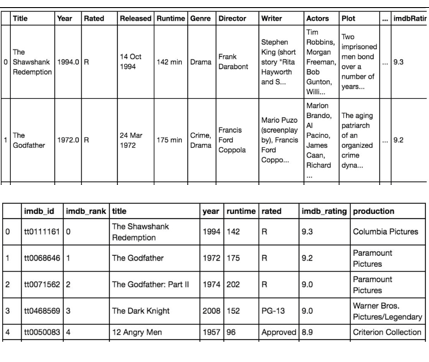 Title Year Rated Released Runtime Genre Director Writer Actors Plot ... imdbRatin
0 The Shawshank Redemption 1994.0 R 14 Oct 1994 142 min Drama Frank Darabont Stephen King (short story "Rita Hayworth and S... Tim Robbins, Morgan Freeman, Bob Gunton, Willi... Two imprisoned men bond over a number of years... ... 9.3
1 The Godfather 1972.0 R 24 Mar 1972 175 min Crime, Drama Francis Ford Coppola Mario Puzo (screenplay by), Francis Ford Coppo... Marlon Brando, Al Pacino, James Caan, Richard ... The aging patriarch of an organized crime dyna... ... 9.2
imdb_id imdb_rank title year runtime rated imdb_rating production
0 tt0111161 0 The Shawshank Redemption 1994 142 R 9.3 Columbia Pictures
1 tt0068646 1 The Godfather 1972 175 R 9.2 Paramount Pictures
2 tt0071562 2 The Godfather: Part II 1974 202 R 9.0 Paramount Pictures
3 tt0468569 3 The Dark Knight 2008 152 PG-13 9.0 Warner Bros. Pictures/Legendary
4 tt0050083 4 12 Angry Men 1957 96 Approved 8.9 Criterion Collection